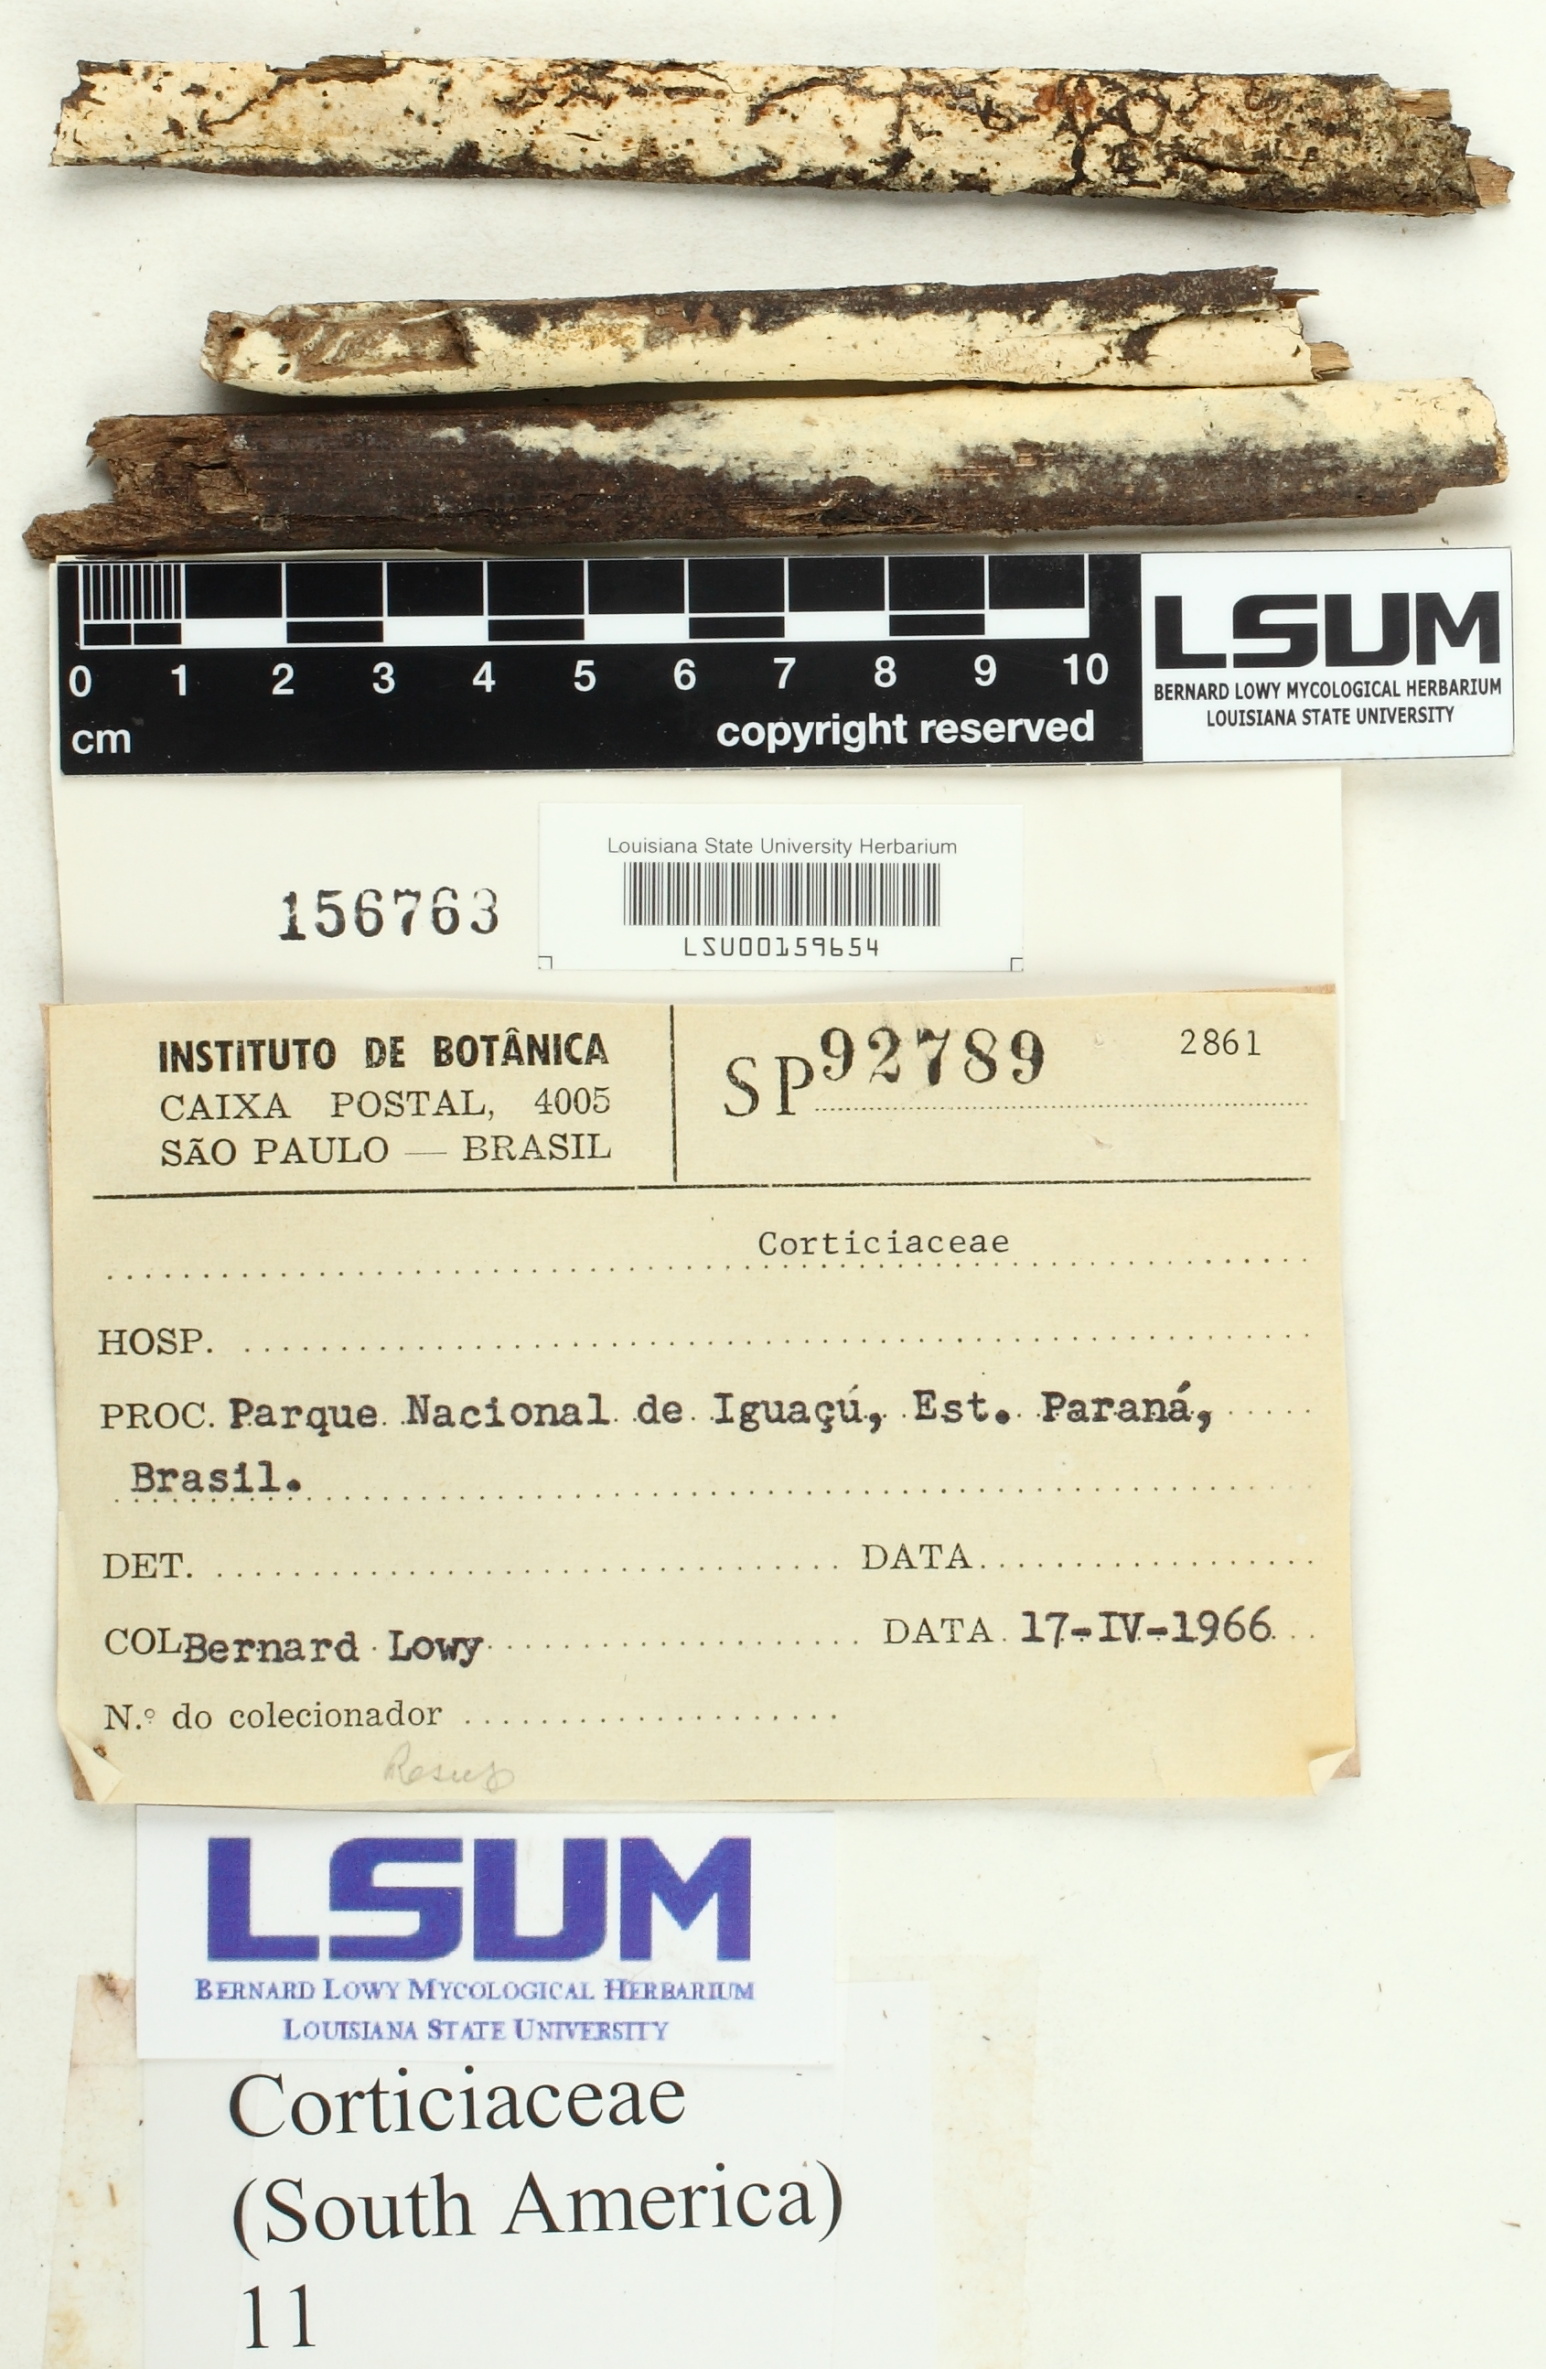 0 1 2 3 4 5 6 7 8 9 10
cm
copyright reserved
LSUM
BERNARD LOWY MYCOLOGICAL HERBARIUM
LOUISIANA STATE UNIVERSITY
156763
Louisiana State University Herbarium
LSU00159654
INSTITUTO DE BOTÂNICA
CAIXA POSTAL, 4005
SÃO PAULO — BRASIL
SP 92789
2861
Corticiaceae
HOSP.
PROC. Parque Nacional de Iguaçú, Est. Paraná,
Brasil.
DET. DATA
COL Bernard Lowy DATA 17-IV-1966
N.º do colecionador
LSUM
BERNARD LOWY MYCOLOGICAL HERBARIUM
LOUISIANA STATE UNIVERSITY
Corticiaceae
(South America)
11